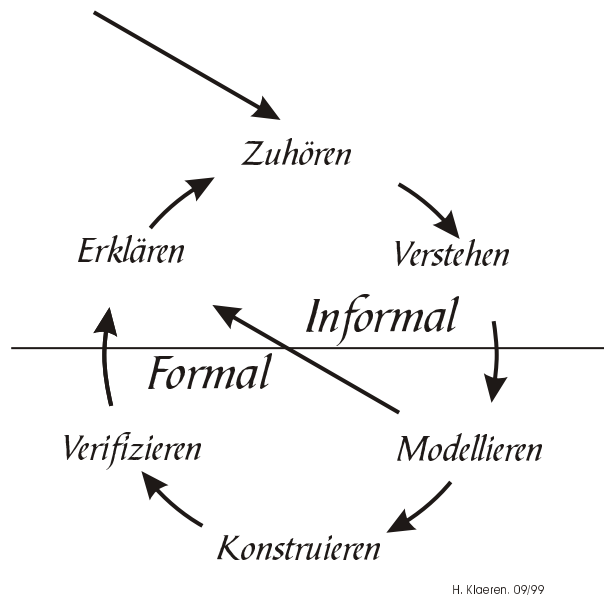 Zuhören
Erklären
Verstehen
Informal
Formal
Verifizieren
Modellieren
Konstruieren
H. Klaeren. 09/99